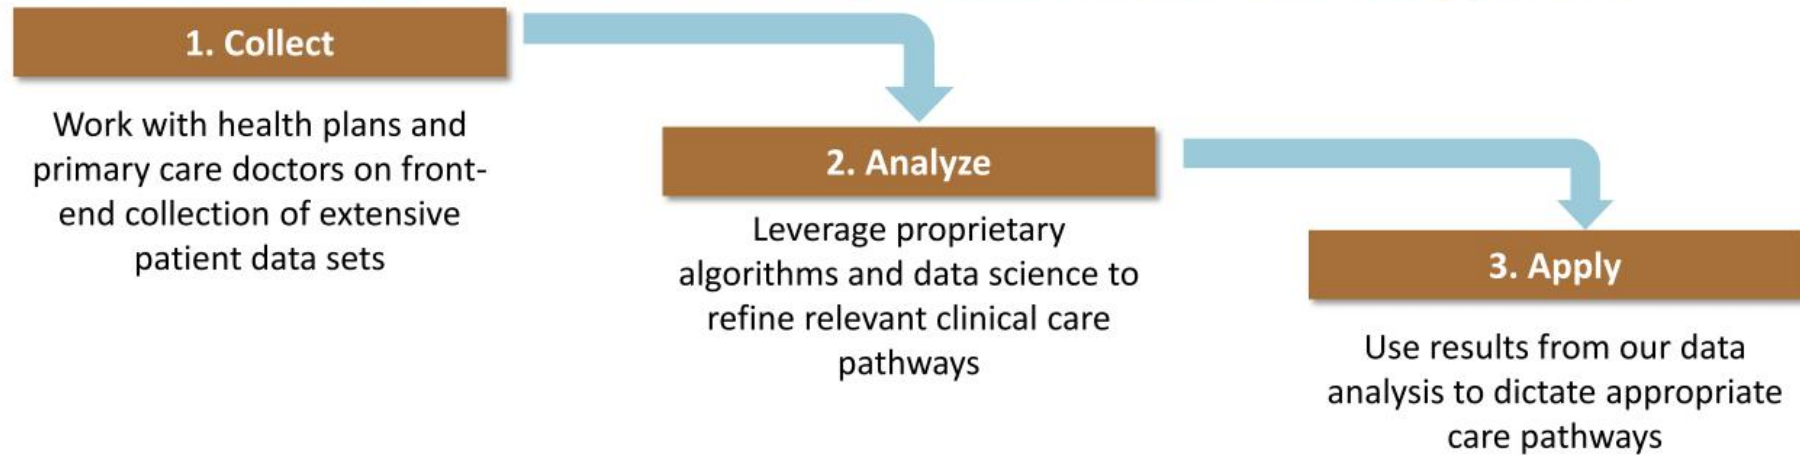 1. Collect
Work with health plans and
primary care doctors on front-
end collection of extensive
patient data sets
2. Analyze
Leverage proprietary
algorithms and data science to
refine relevant clinical care
pathways
3. Apply
Use results from our data
analysis to dictate appropriate
care pathways